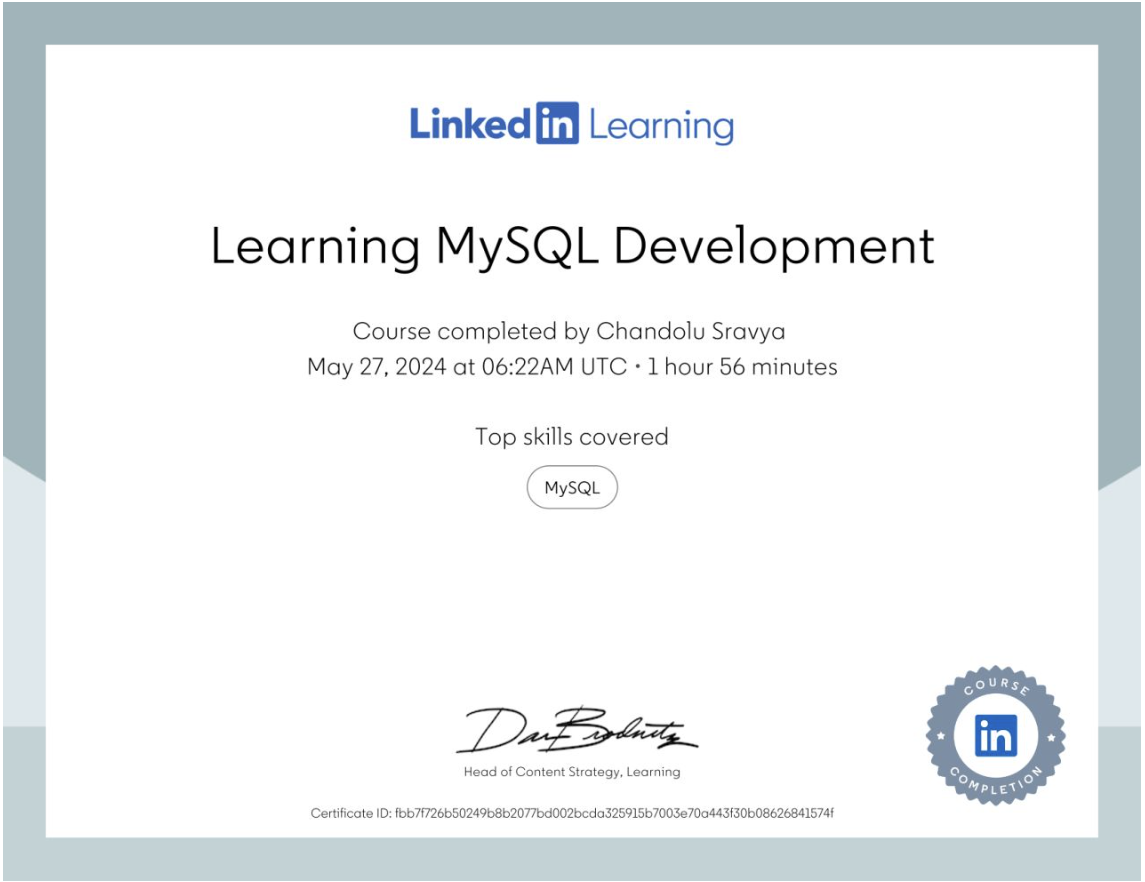 Linked in Learning
Learning MySQL Development
Course completed by Chandolu Sravya
May 27, 2024 at 06:22AM UTC • 1 hour 56 minutes
Top skills covered
MySQL
Dan Brodnitz
Head of Content Strategy, Learning
Certificate ID: fbb7f726b50249b8b2077bd002bcda325915b7003e70a443f30b08626841574f
COURSE
in
COMPLETION